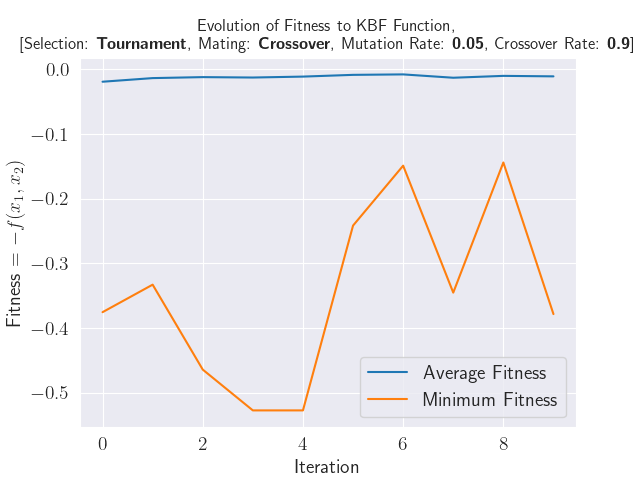 Evolution of Fitness to KBF Function,
[Selection: Tournament, Mating: Crossover, Mutation Rate: 0.05, Crossover Rate: 0.9]
0.0
−0.1
−0.2
−0.3
−0.4
−0.5
Fitness = −f(x₁, x₂)
Average Fitness
Minimum Fitness
0 2 4 6 8
Iteration